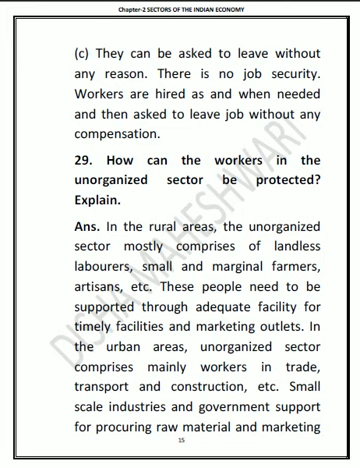 Chapter-2 SECTORS OF THE INDIAN ECONOMY
(c) They can be asked to leave without
any reason. There is no job security.
Workers are hired as and when needed
and then asked to leave job without any
compensation.
29. How can the workers in the
unorganized sector be protected?
Explain.
Ans. In the rural areas, the unorganized
sector mostly comprises of landless
labourers, small and marginal farmers,
artisans, etc. These people need to be
supported through adequate facility for
timely facilities and marketing outlets. In
the urban areas, unorganized sector
comprises mainly workers in trade,
transport and construction, etc. Small
scale industries and government support
for procuring raw material and marketing
15
DISHA MAHESHWARI